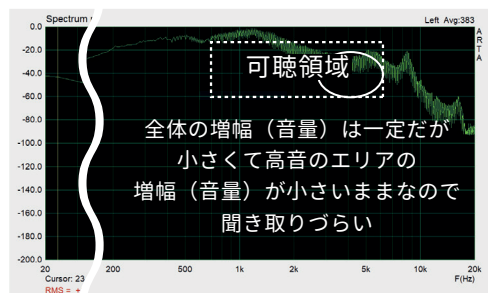 Spectrum
Left Avg:383
ARTA
0.0
-20.0
-40.0
-60.0
-80.0
-100.0
-120.0
-140.0
-160.0
-180.0
-200.0
可聴領域
全体の増幅（音量）は一定だが
小さくて高音のエリアの
増幅（音量）が小さいままなので
聞き取りづらい
20 200 500 1k 2k 5k 10k 20k
Cursor: 23 F(Hz)
RMS = +